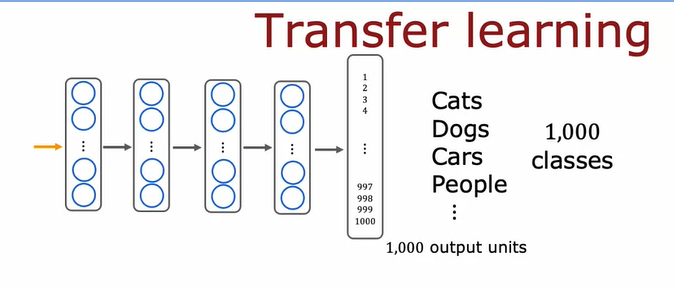 Transfer learning
1
2
3
4
⋮
997
998
999
1000
Cats
Dogs
Cars
People
⋮
1,000
classes
1,000 output units